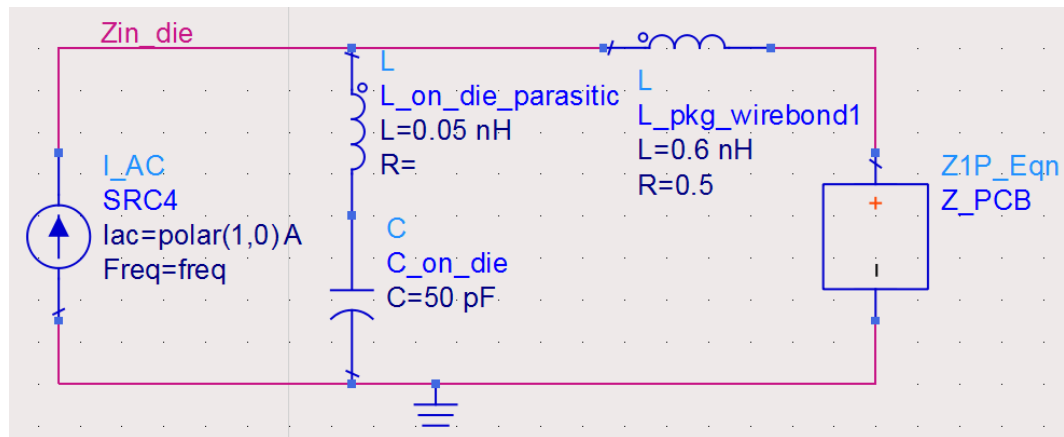 Zin_die
I_AC
SRC4
Iac=polar(1,0) A
Freq=freq
L
L_on_die_parasitic
L=0.05 nH
R=
C
C_on_die
C=50 pF
L
L_pkg_wirebond1
L=0.6 nH
R=0.5
Z1P_Eqn
Z_PCB